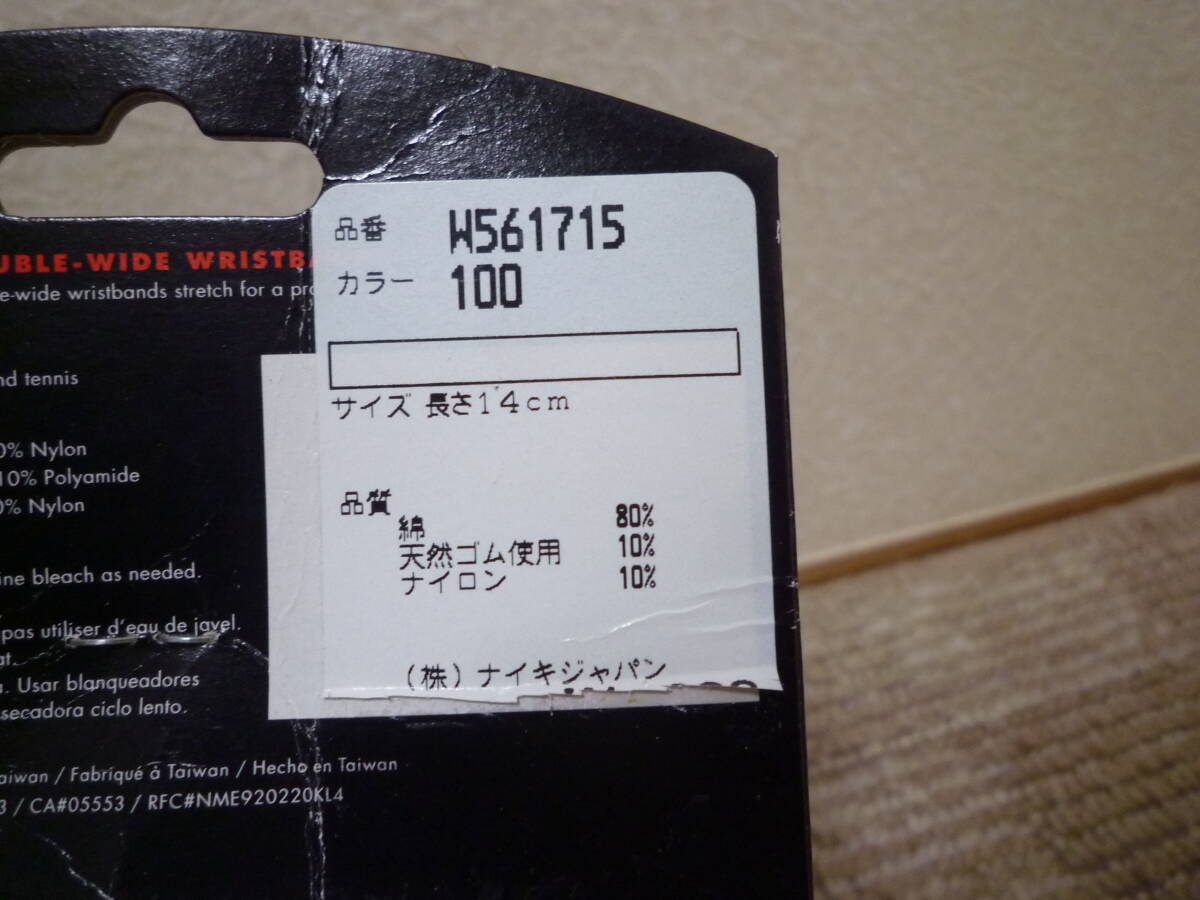 UBLE-WIDE WRISTB
e-wide wristbands stretch for a pro
nd tennis
0% Nylon
10% Polyamide
0% Nylon
ine bleach as needed.
pas utiliser d'eau de javel.
at.
. Usar blanqueadores
secadora ciclo lento.
aiwan / Fabriqué à Taïwan / Hecho en Taiwan
3 / CA#05553 / RFC#NME920220KL4
品番 W561715
カラー 100
サイズ 長さ14cm
品質
綿 80%
天然ゴム使用 10%
ナイロン 10%
(株)ナイキジャパン